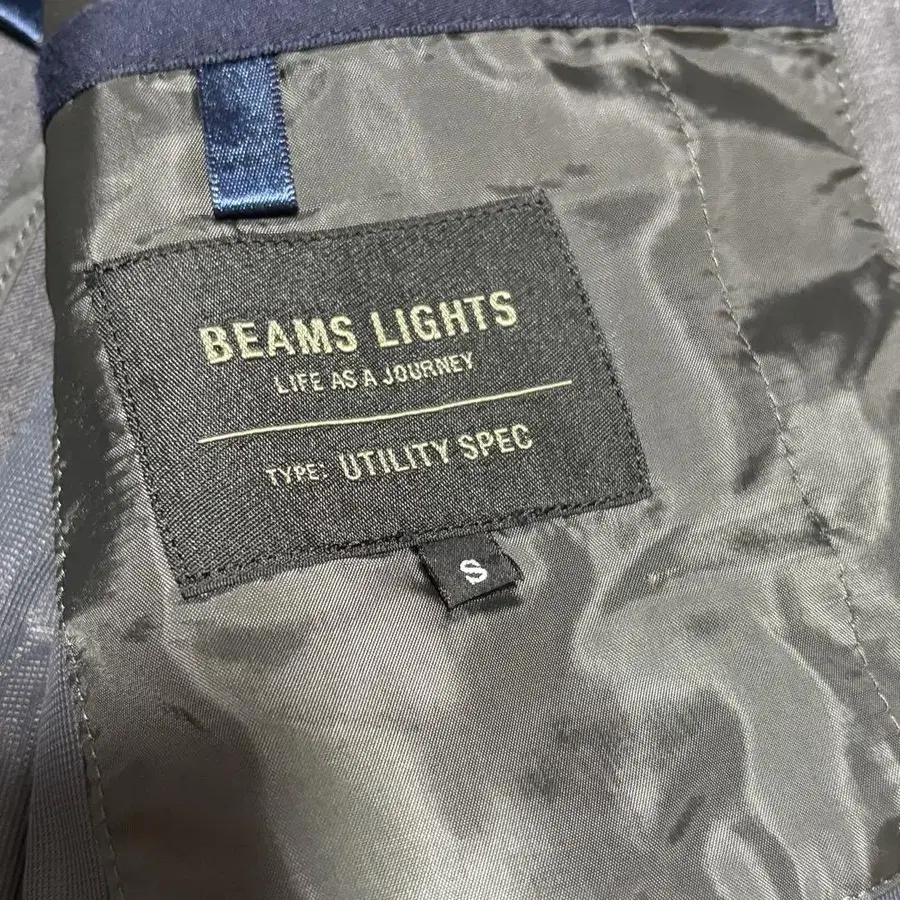 BEAMS LIGHTS
LIFE AS A JOURNEY
TYPE: UTILITY SPEC
S